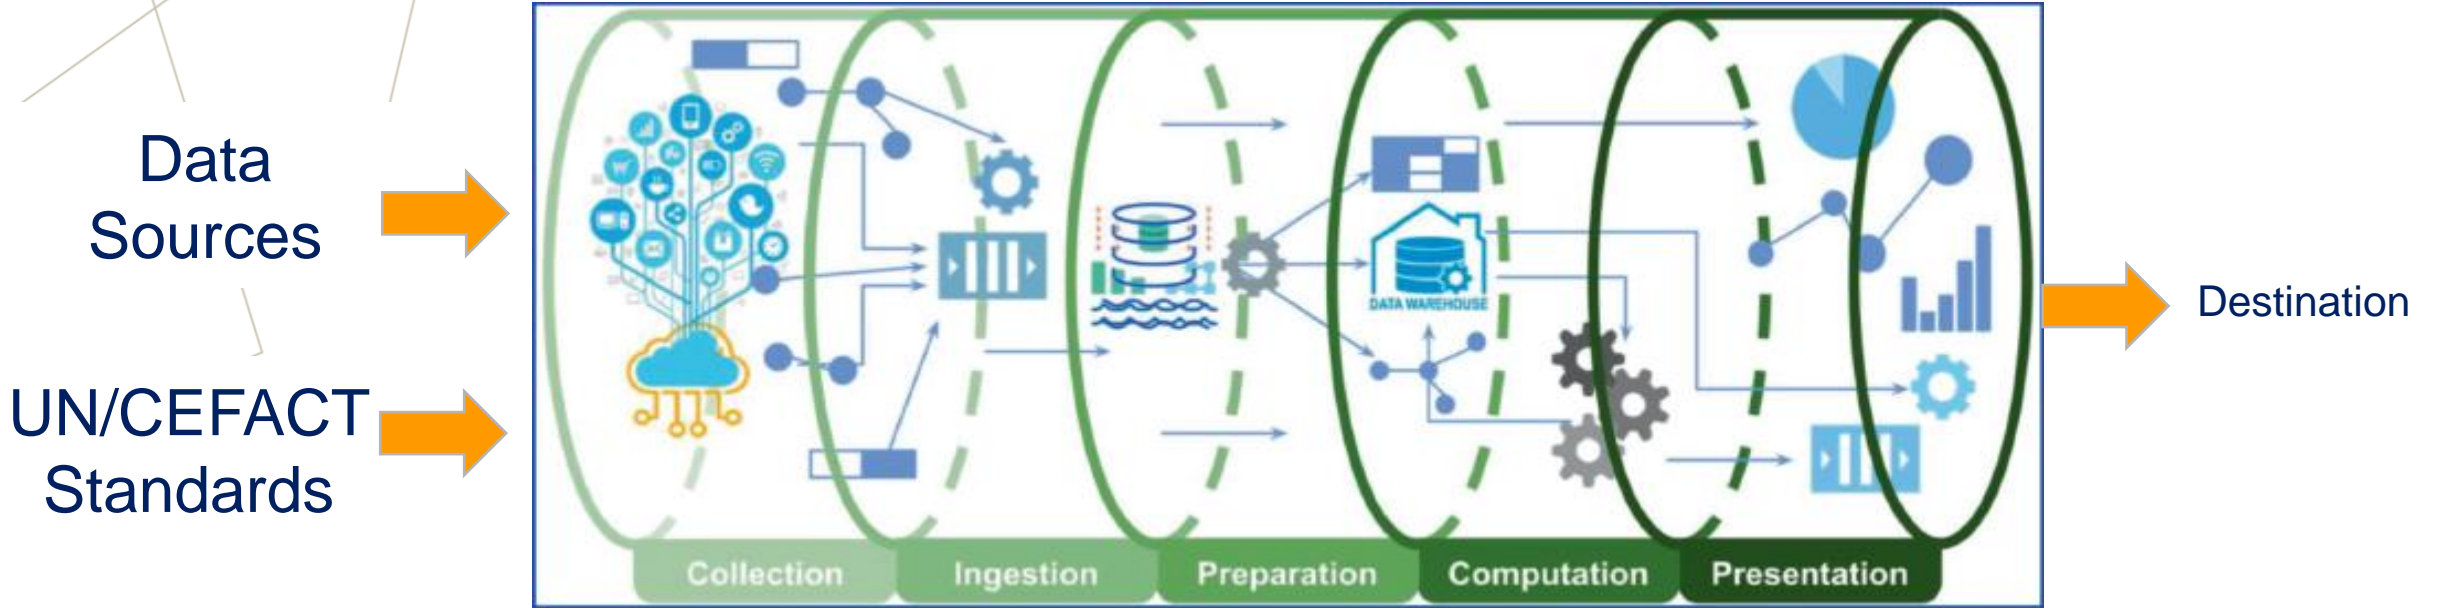 Data
Sources
UN/CEFACT
Standards
DATA WAREHOUSE
Collection
Ingestion
Preparation
Computation
Presentation
Destination